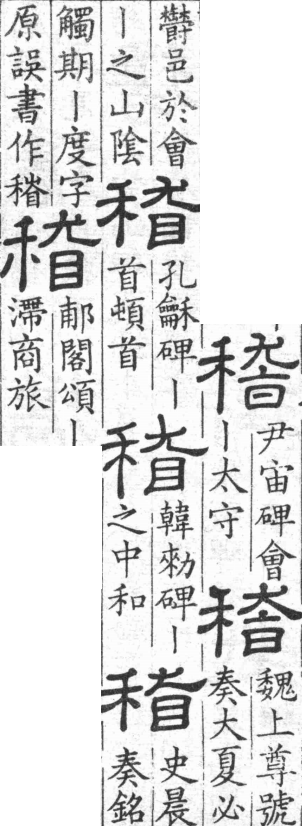 稽
尹宙碑會
丨太守
稽
魏上尊號
奏大夏必
欝邑於會
丨之山陰
稽
孔龢碑丨
首頓首
稽
韓勑碑丨
之中和
稽
史晨
奏銘
觸期丨度字
原誤書作稽
稽
郙閣頌丨
滯商旅